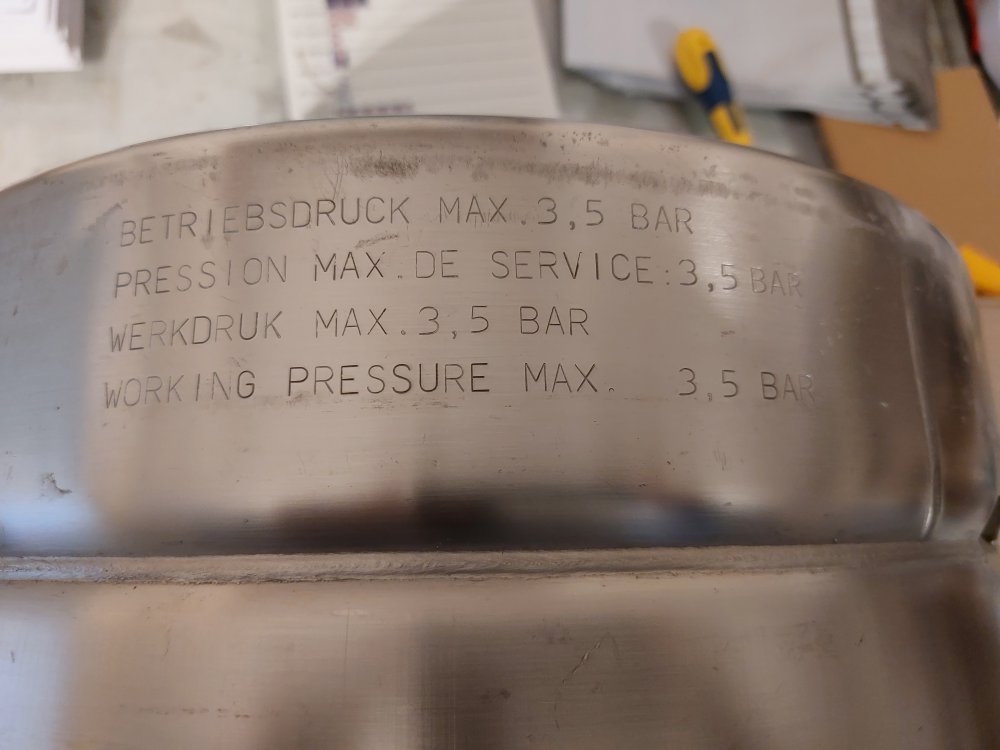 BETRIEBSDRUCK MAX.3,5 BAR
PRESSION MAX.DE SERVICE:3,5 BAR
WERKDRUK MAX.3,5 BAR
WORKING PRESSURE MAX. 3,5 BAR